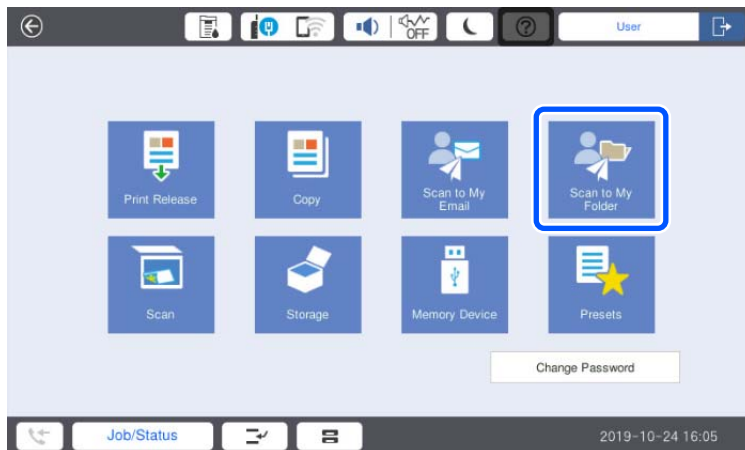 OFF
User
Print Release
Copy
Scan to My
Email
Scan to My
Folder
Scan
Storage
Memory Device
Presets
Change Password
Job/Status
2019-10-24 16:05